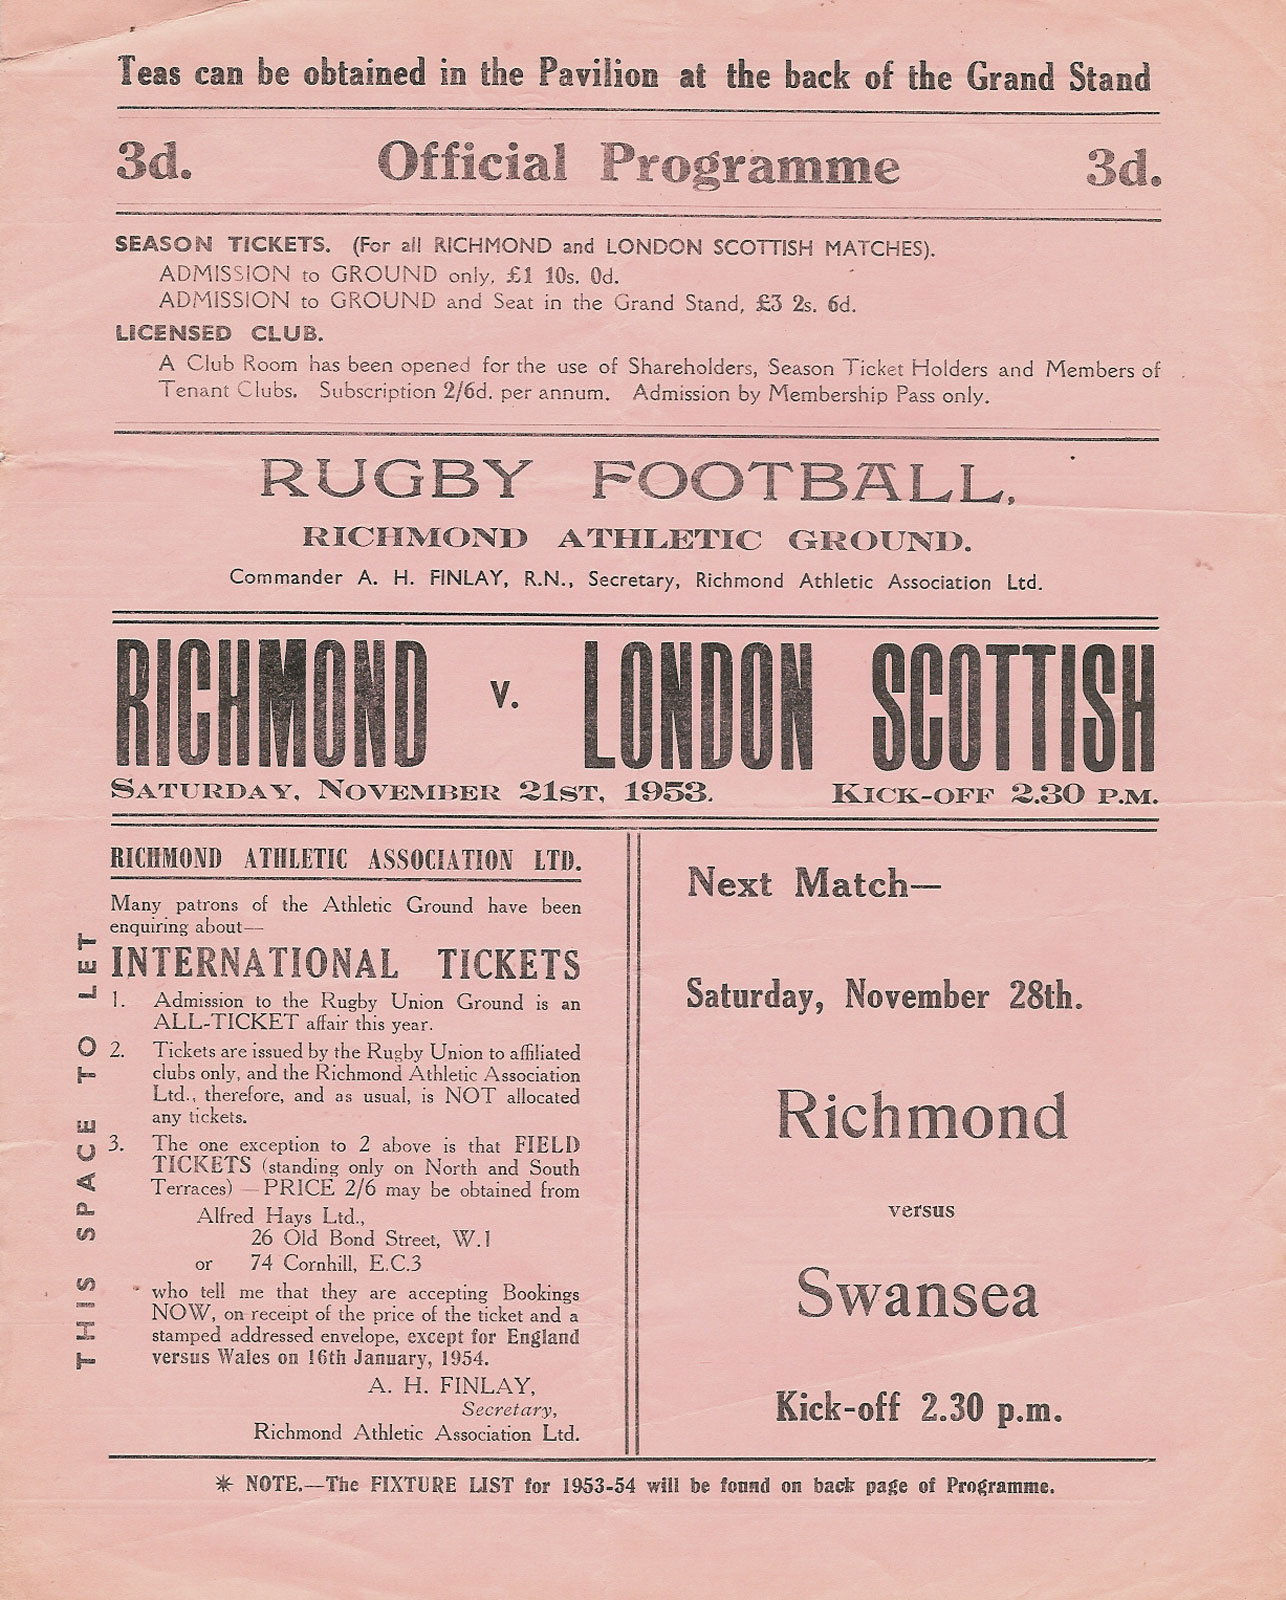 Teas can be obtained in the Pavilion at the back of the Grand Stand
3d. Official Programme 3d.
SEASON TICKETS. (For all RICHMOND and LONDON SCOTTISH MATCHES).
ADMISSION to GROUND only, £1 10s. 0d.
ADMISSION to GROUND and Seat in the Grand Stand, £3 2s. 6d.
LICENSED CLUB.
A Club Room has been opened for the use of Shareholders, Season Ticket Holders and Members of
Tenant Clubs. Subscription 2/6d. per annum. Admission by Membership Pass only.
RUGBY FOOTBALL,
RICHMOND ATHLETIC GROUND.
Commander A. H. FINLAY, R.N., Secretary, Richmond Athletic Association Ltd.
RICHMOND v. LONDON SCOTTISH
SATURDAY, NOVEMBER 21ST, 1953. KICK-OFF 2.30 P.M.
THIS SPACE TO LET
RICHMOND ATHLETIC ASSOCIATION LTD.
Many patrons of the Athletic Ground have been
enquiring about—
INTERNATIONAL TICKETS
1. Admission to the Rugby Union Ground is an
ALL-TICKET affair this year.
2. Tickets are issued by the Rugby Union to affiliated
clubs only, and the Richmond Athletic Association
Ltd., therefore, and as usual, is NOT allocated
any tickets.
3. The one exception to 2 above is that FIELD
TICKETS (standing only on North and South
Terraces) — PRICE 2/6 may be obtained from
Alfred Hays Ltd.,
26 Old Bond Street, W.1
or 74 Cornhill, E.C.3
who tell me that they are accepting Bookings
NOW, on receipt of the price of the ticket and a
stamped addressed envelope, except for England
versus Wales on 16th January, 1954.
A. H. FINLAY,
Secretary,
Richmond Athletic Association Ltd.
Next Match—
Saturday, November 28th.
Richmond
versus
Swansea
Kick-off 2.30 p.m.
✳ NOTE.—The FIXTURE LIST for 1953-54 will be found on back page of Programme.